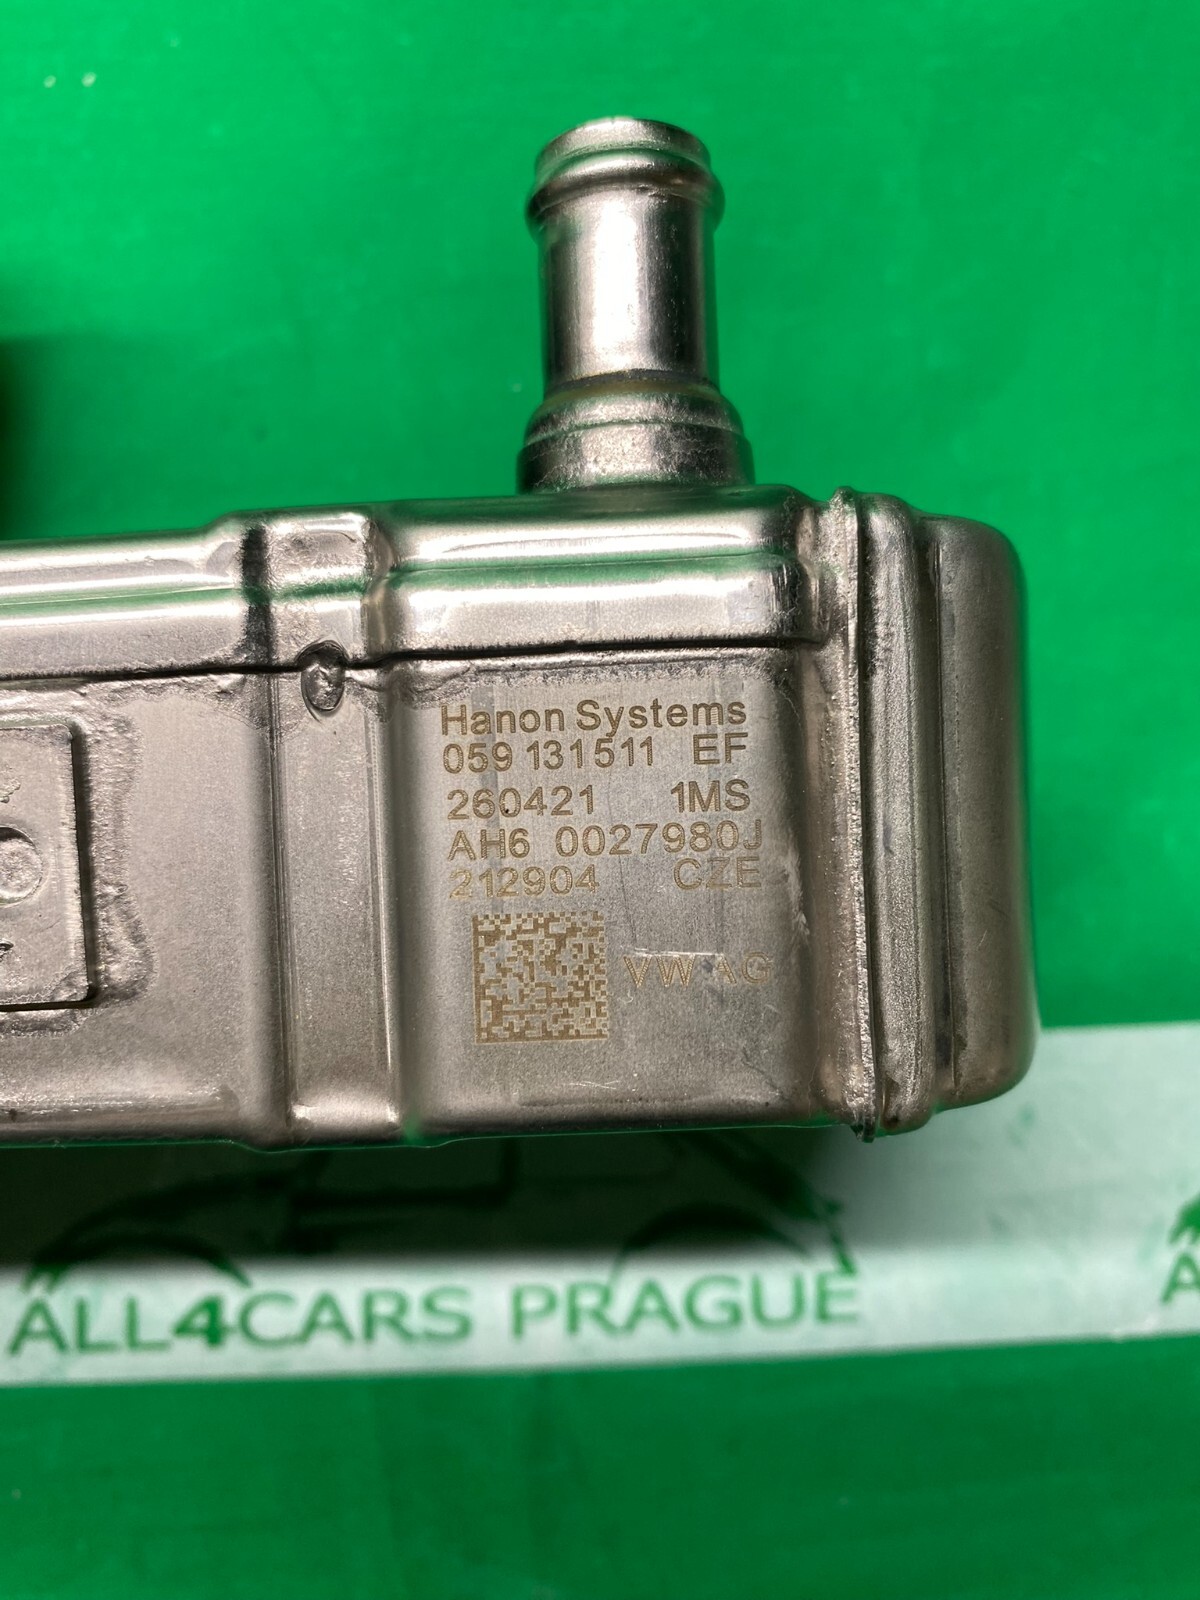 Hanon Systems
059 131511 EF
260421 1MS
AH6 0027980J
212904 CZE
VW AG
ALL4CARS PRAGUE
A